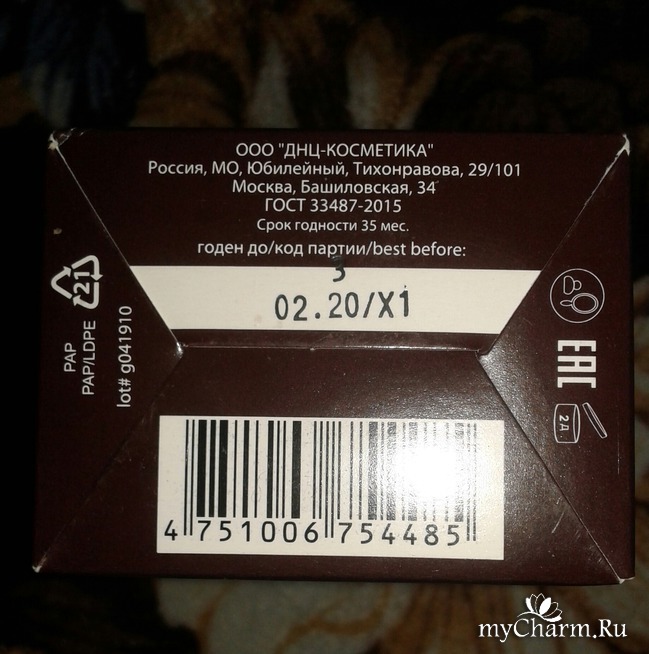 ООО "ДНЦ-КОСМЕТИКА"
Россия, МО, Юбилейный, Тихонравова, 29/101
Москва, Башиловская, 34
ГОСТ 33487-2015
Срок годности 35 мес.
годен до/код партии/best before:
3
02.20/X1
21
PAP
PAP/LDPE
lot# g041910
EAC
2 Д.
4 751006 754485
myCharm.Ru